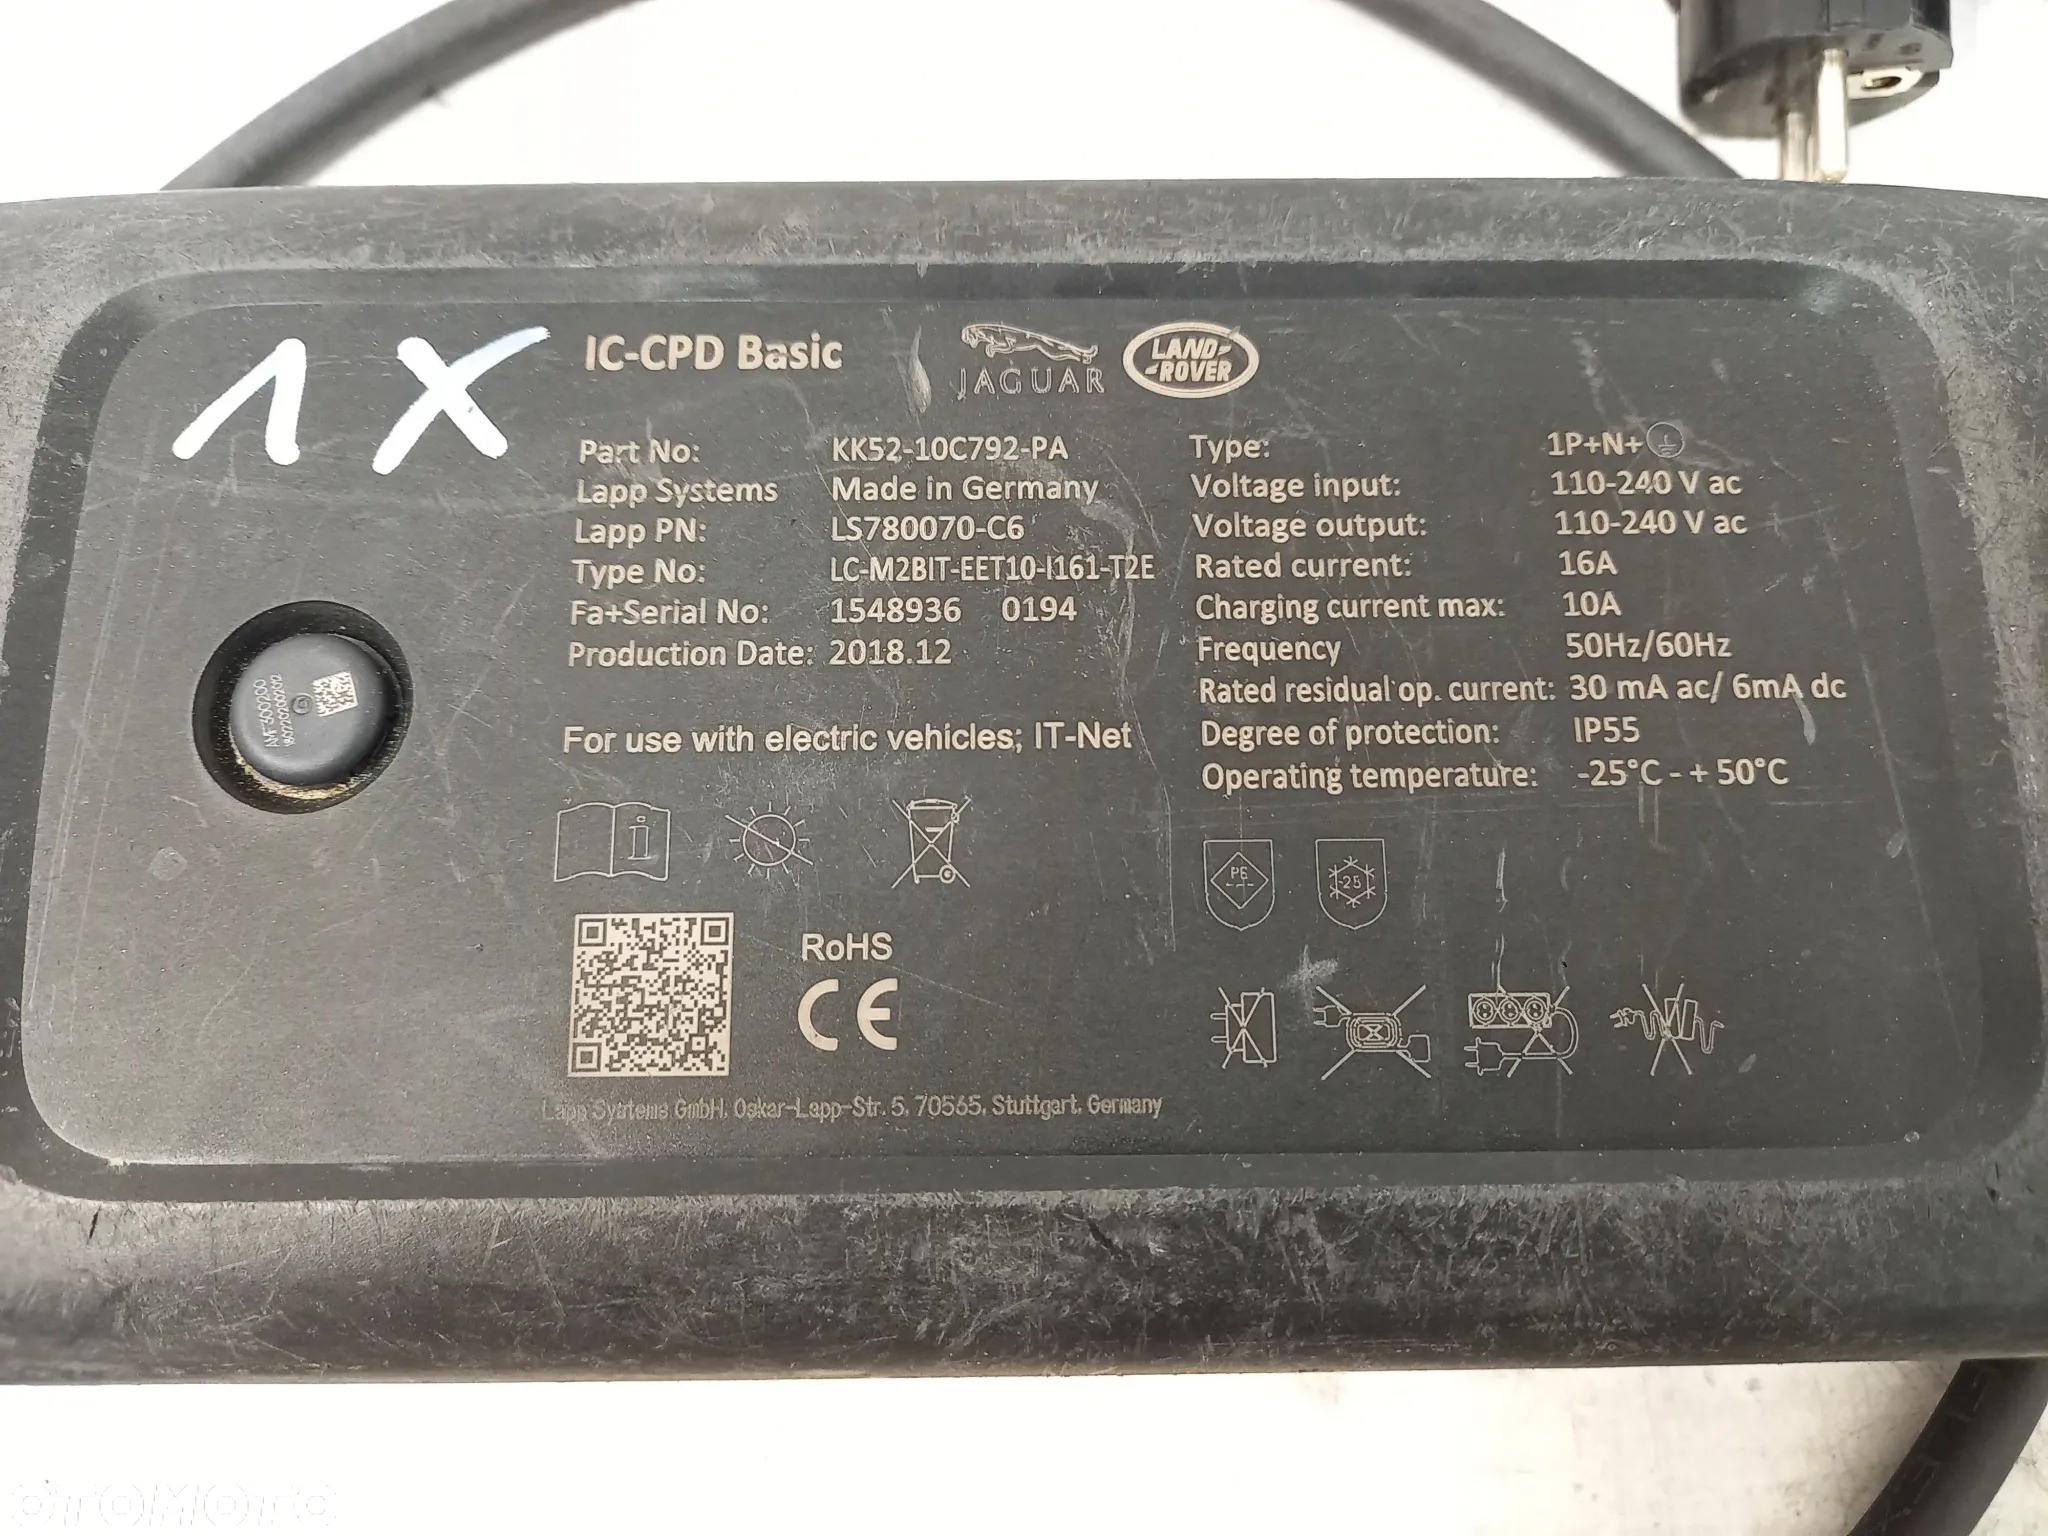 1X
IC-CPD Basic
JAGUAR
LAND-
-ROVER
Part No: KK52-10C792-PA
Lapp Systems Made in Germany
Lapp PN: LS780070-C6
Type No: LC-M2BIT-EET10-I161-T2E
Fa+Serial No: 1548936 0194
Production Date: 2018.12
For use with electric vehicles; IT-Net
Type: 1P+N+
Voltage input: 110-240 V ac
Voltage output: 110-240 V ac
Rated current: 16A
Charging current max: 10A
Frequency 50Hz/60Hz
Rated residual op. current: 30 mA ac/ 6mA dc
Degree of protection: IP55
Operating temperature: -25°C - + 50°C
AMF300200
i
PE
-25
RoHS
CE
Lapp Systems GmbH, Oskar-Lapp-Str. 5, 70565, Stuttgart, Germany
OTOMOTO